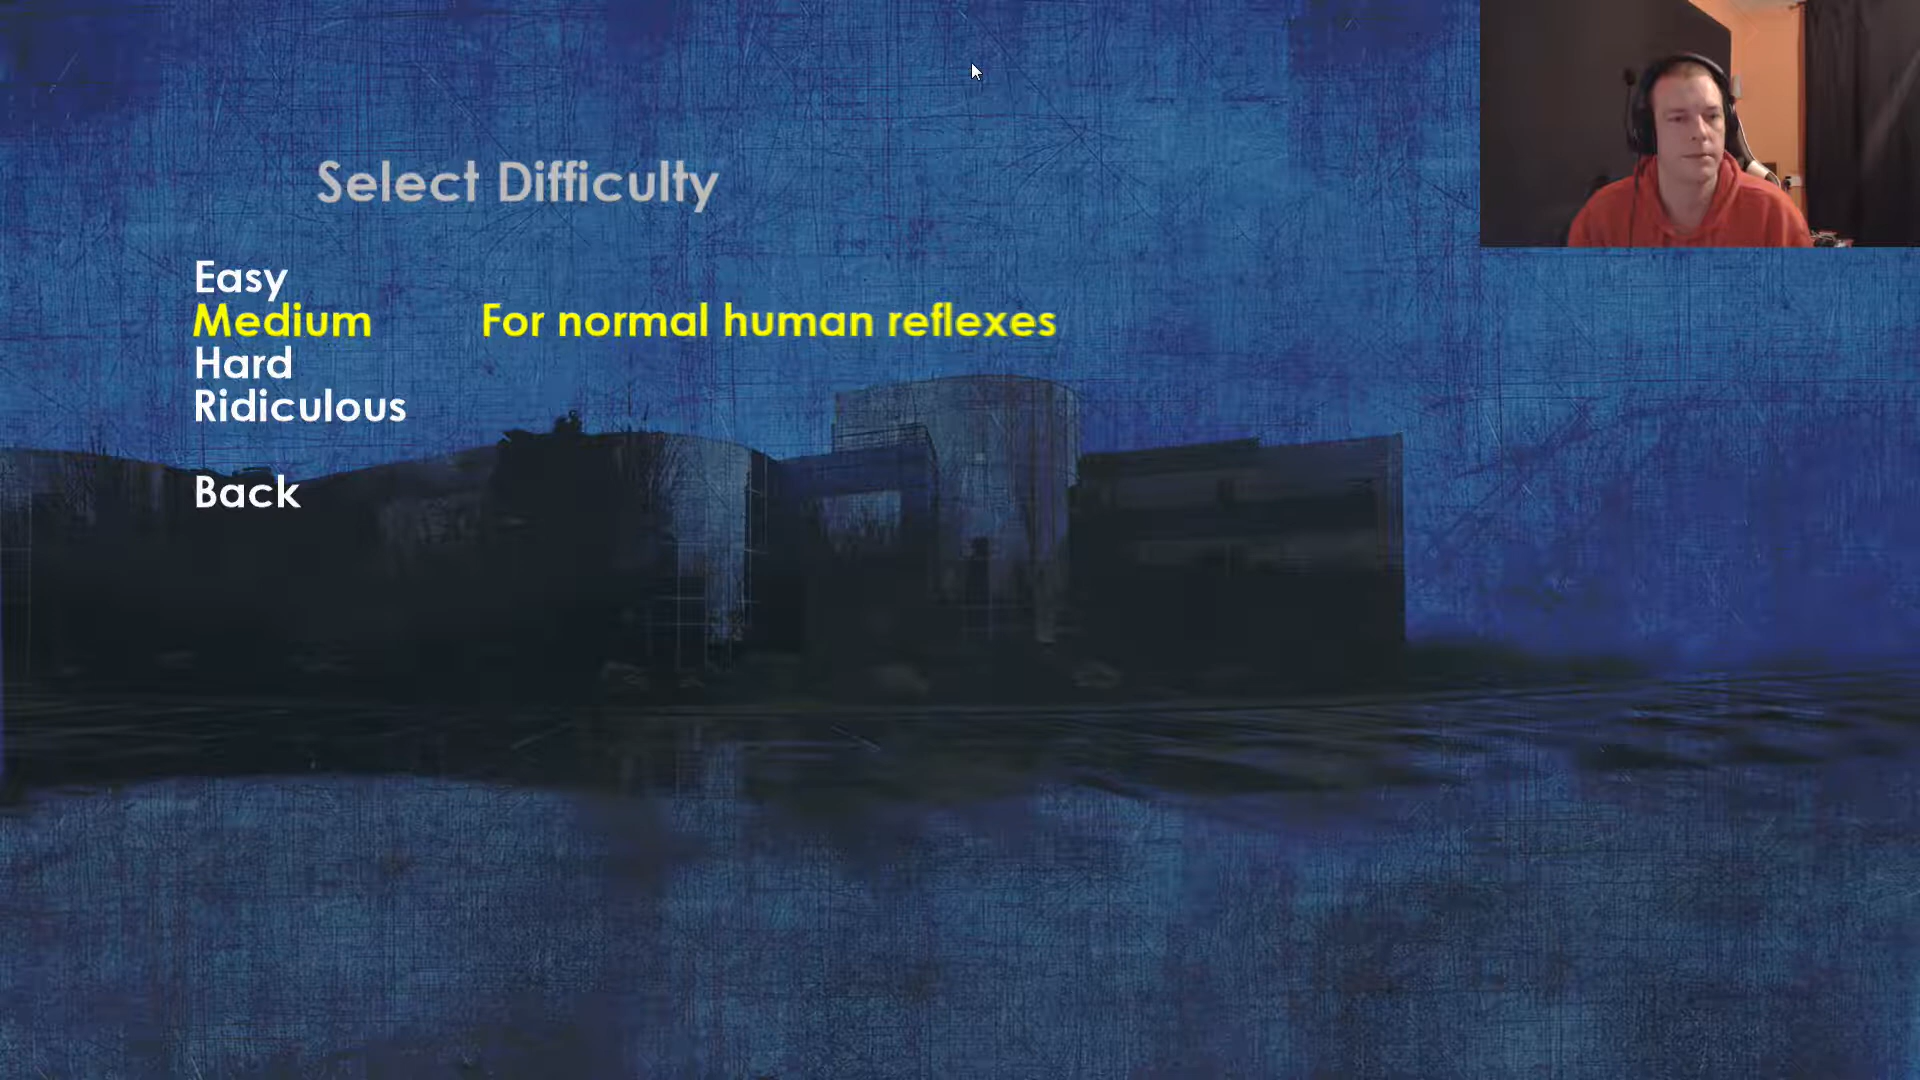 Select Difficulty
Easy
Medium For normal human reflexes
Hard
Ridiculous
Back